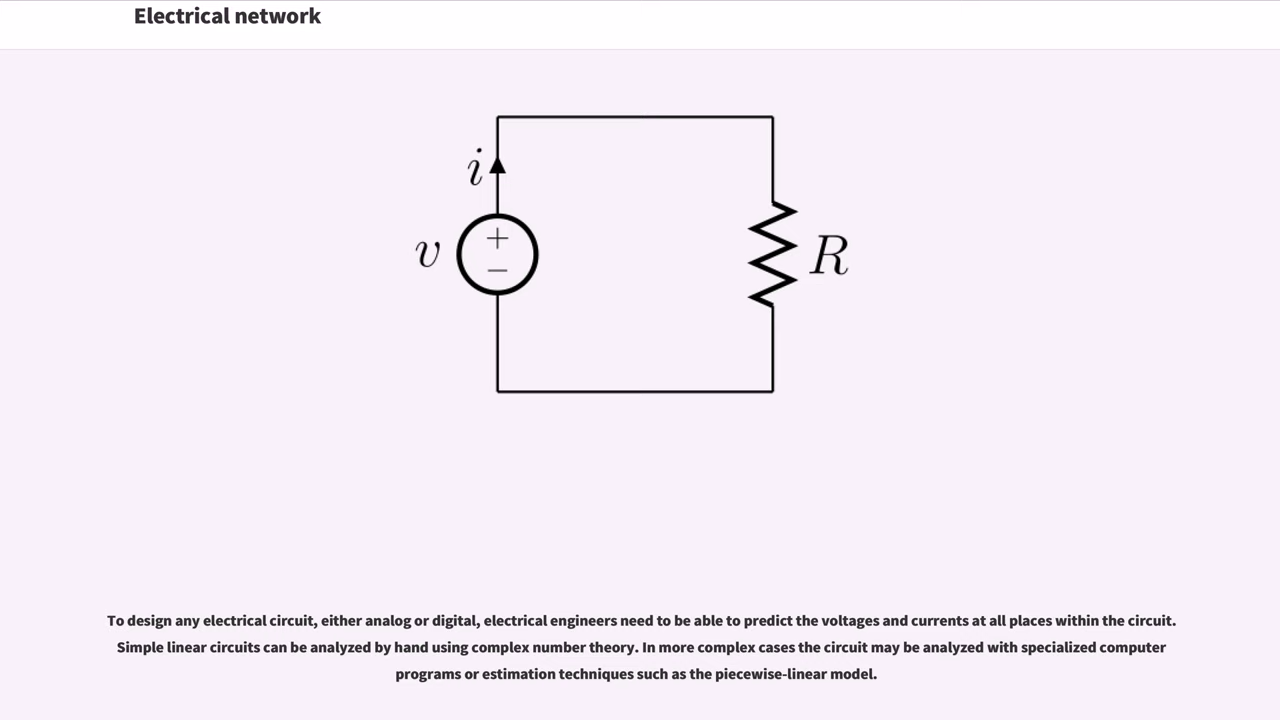 Electrical network
i
+
v
−
R
To design any electrical circuit, either analog or digital, electrical engineers need to be able to predict the voltages and currents at all places within the circuit.
Simple linear circuits can be analyzed by hand using complex number theory. In more complex cases the circuit may be analyzed with specialized computer
programs or estimation techniques such as the piecewise-linear model.